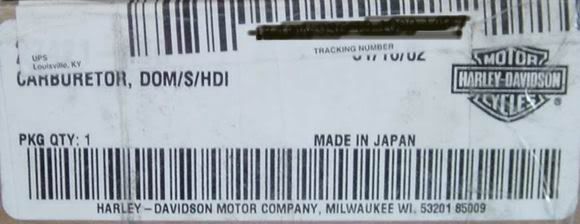 UPS
Louisville, KY
TRACKING NUMBER
CARBURETOR, DOM/S/HDI
MOTOR
HARLEY-DAVIDSON
CYCLES
®
PKG QTY: 1
MADE IN JAPAN
HARLEY-DAVIDSON MOTOR COMPANY, MILWAUKEE WI. 53201 85009